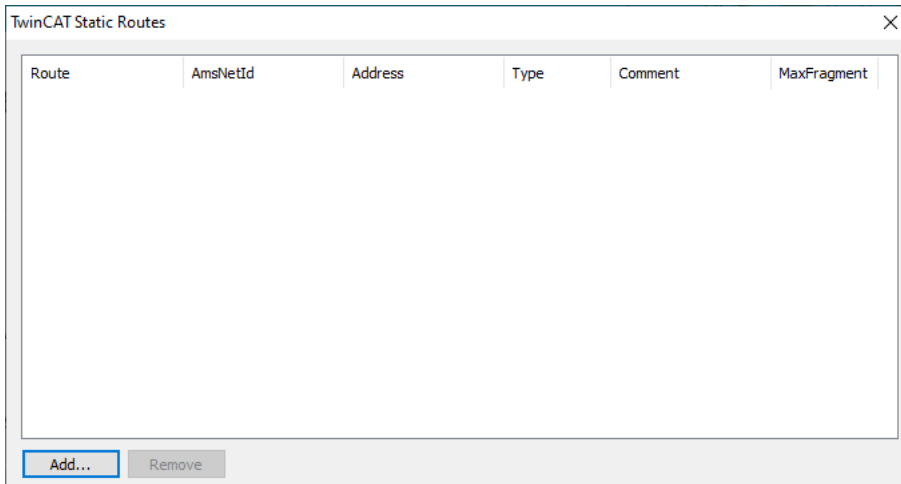 TwinCAT Static Routes
Route AmsNetId Address Type Comment MaxFragment
Add... Remove